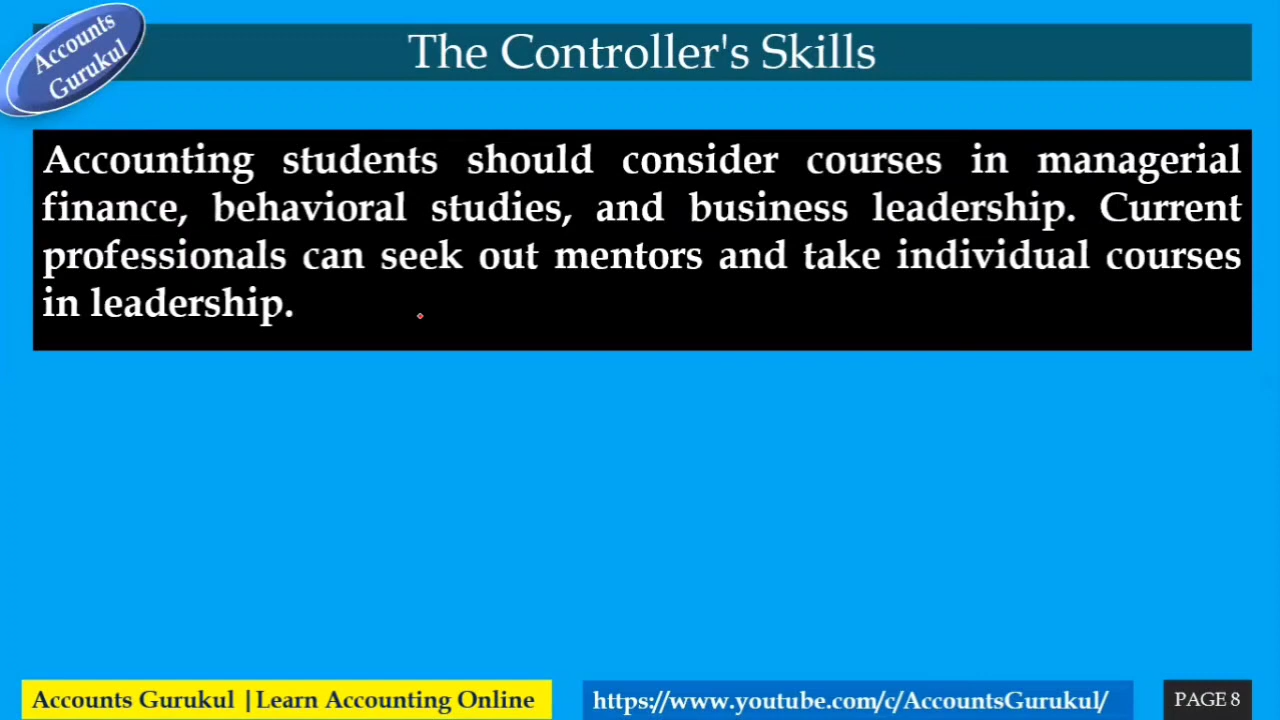 Accounts
Gurukul
The Controller's Skills
Accounting students should consider courses in managerial
finance, behavioral studies, and business leadership. Current
professionals can seek out mentors and take individual courses
in leadership.
Accounts Gurukul |Learn Accounting Online
https://www.youtube.com/c/AccountsGurukul/
PAGE 8